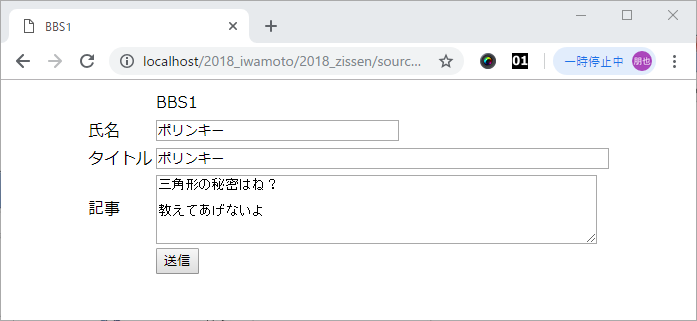 BBS1
localhost/2018_iwamoto/2018_zissen/sourc...
01
一時停止中
朋也
BBS1
氏名
ポリンキー
タイトル
ポリンキー
記事
三角形の秘密はね？
教えてあげないよ
送信